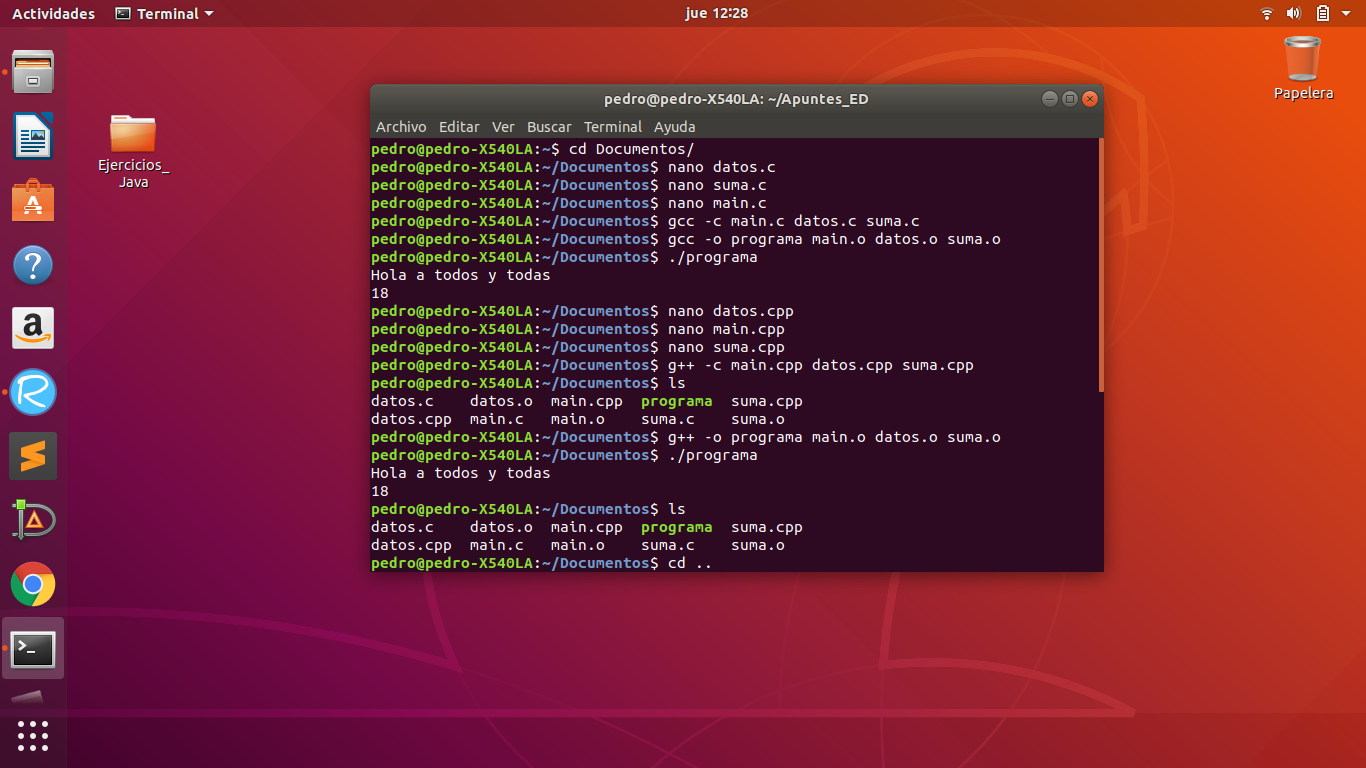 Actividades Terminal jue 12:28
Papelera
Ejercicios_
Java
pedro@pedro-X540LA: ~/Apuntes_ED
Archivo Editar Ver Buscar Terminal Ayuda
pedro@pedro-X540LA:~$ cd Documentos/
pedro@pedro-X540LA:~/Documentos$ nano datos.c
pedro@pedro-X540LA:~/Documentos$ nano suma.c
pedro@pedro-X540LA:~/Documentos$ nano main.c
pedro@pedro-X540LA:~/Documentos$ gcc -c main.c datos.c suma.c
pedro@pedro-X540LA:~/Documentos$ gcc -o programa main.o datos.o suma.o
pedro@pedro-X540LA:~/Documentos$ ./programa
Hola a todos y todas
18
pedro@pedro-X540LA:~/Documentos$ nano datos.cpp
pedro@pedro-X540LA:~/Documentos$ nano main.cpp
pedro@pedro-X540LA:~/Documentos$ nano suma.cpp
pedro@pedro-X540LA:~/Documentos$ g++ -c main.cpp datos.cpp suma.cpp
pedro@pedro-X540LA:~/Documentos$ ls
datos.c    datos.o  main.cpp  programa  suma.cpp
datos.cpp  main.c   main.o    suma.c    suma.o
pedro@pedro-X540LA:~/Documentos$ g++ -o programa main.o datos.o suma.o
pedro@pedro-X540LA:~/Documentos$ ./programa
Hola a todos y todas
18
pedro@pedro-X540LA:~/Documentos$ ls
datos.c    datos.o  main.cpp  programa  suma.cpp
datos.cpp  main.c   main.o    suma.c    suma.o
pedro@pedro-X540LA:~/Documentos$ cd ..